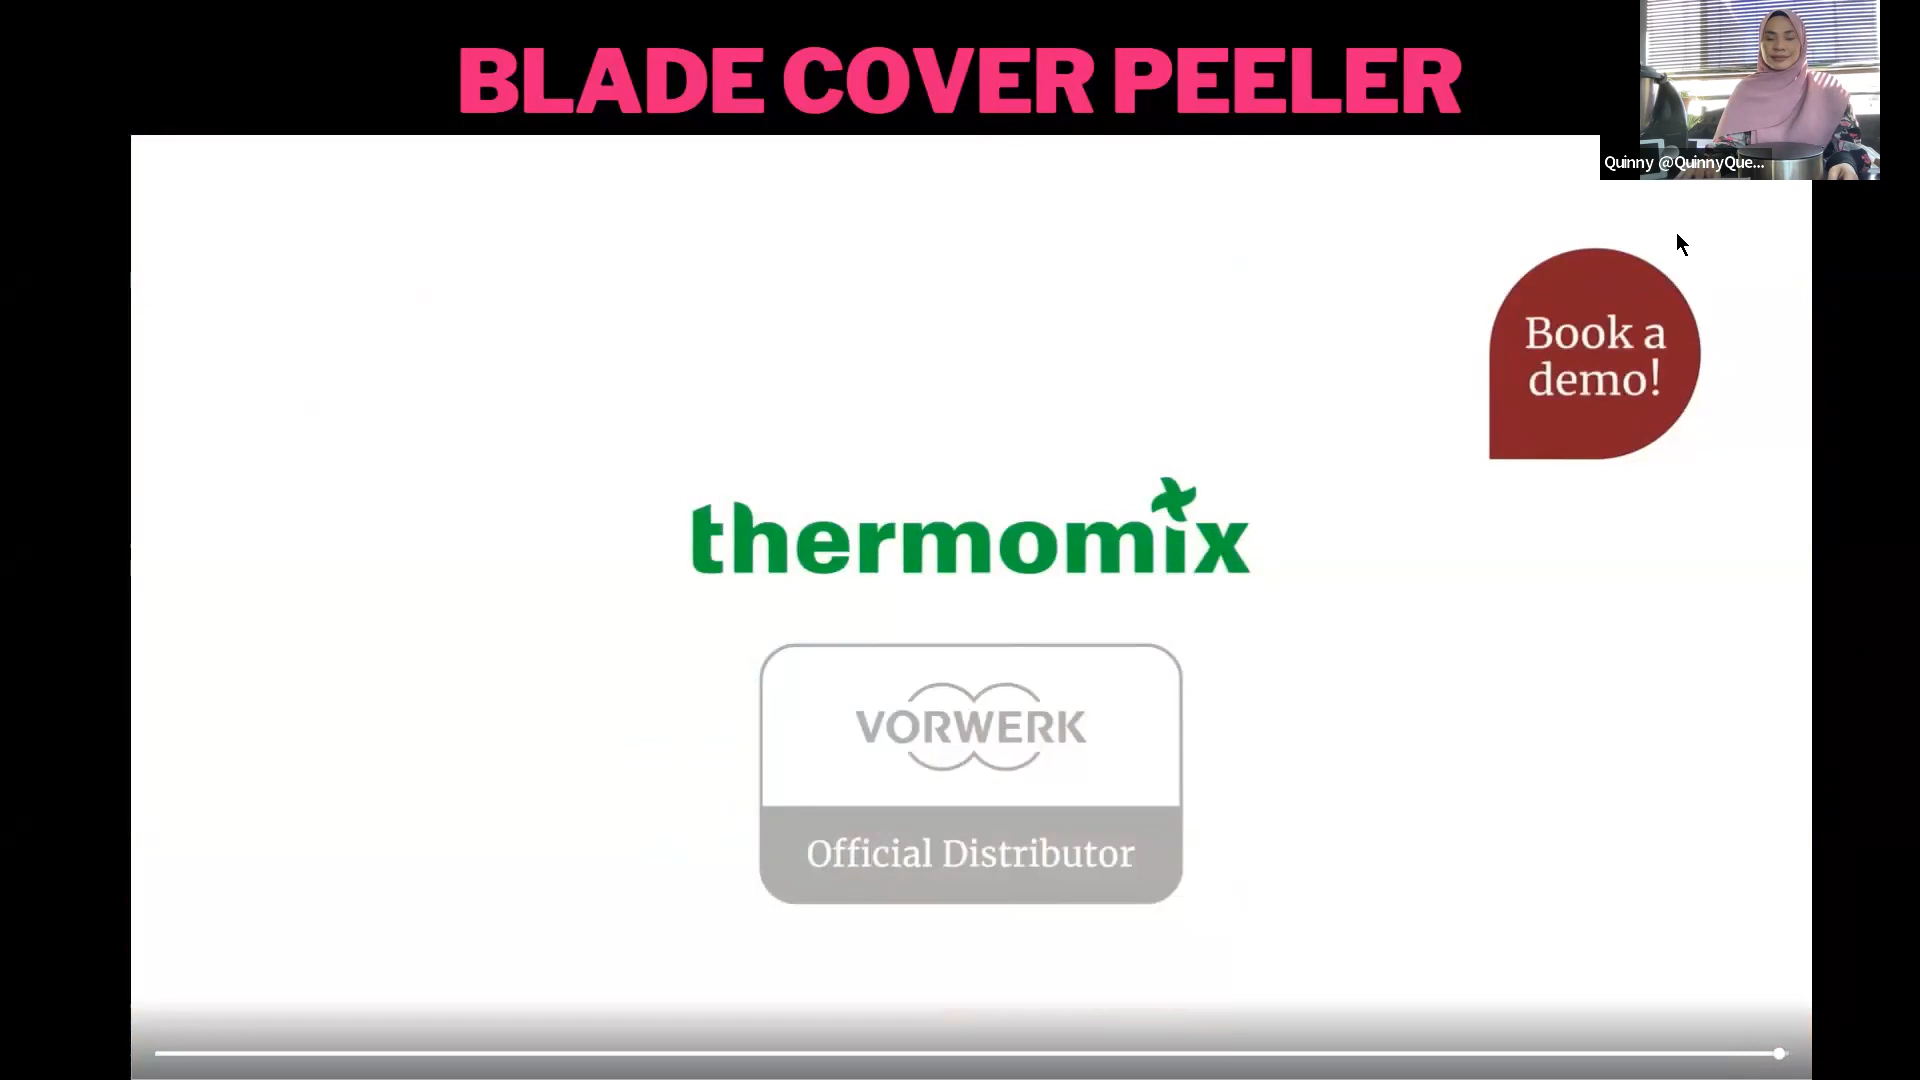 BLADE COVER PEELER
Quinny @QuinnyQue...
Book a
demo!
thermomix
VORWERK
Official Distributor